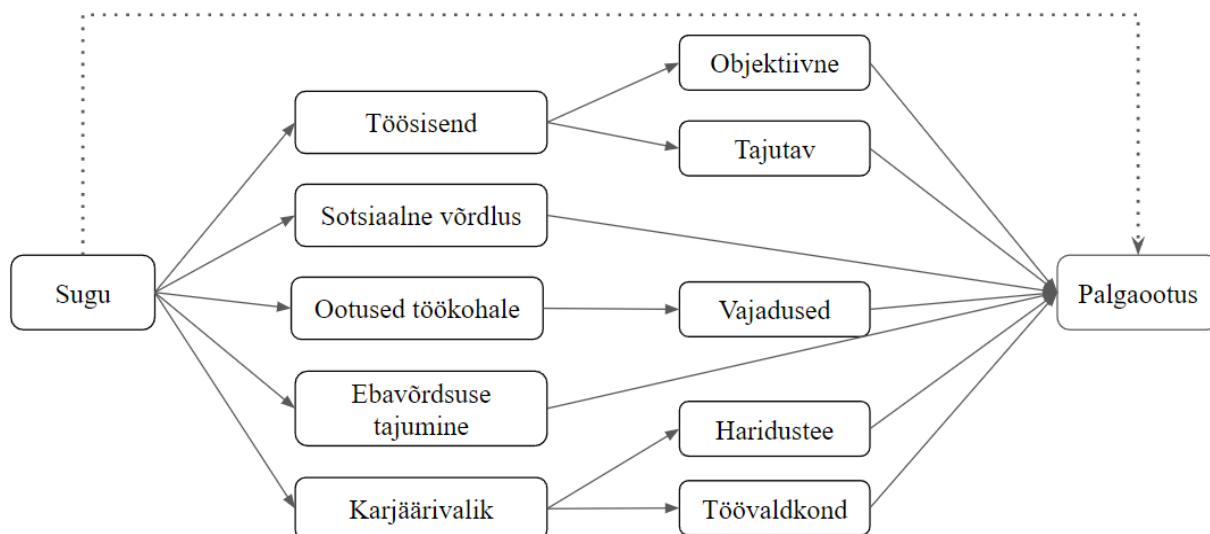 Objektiivne
Töösisend
Tajutav
Sotsiaalne võrdlus
Sugu
Ootused töökohale
Vajadused
Palgaootus
Ebavõrdsuse
tajumine
Haridustee
Karjäärivalik
Töövaldkond